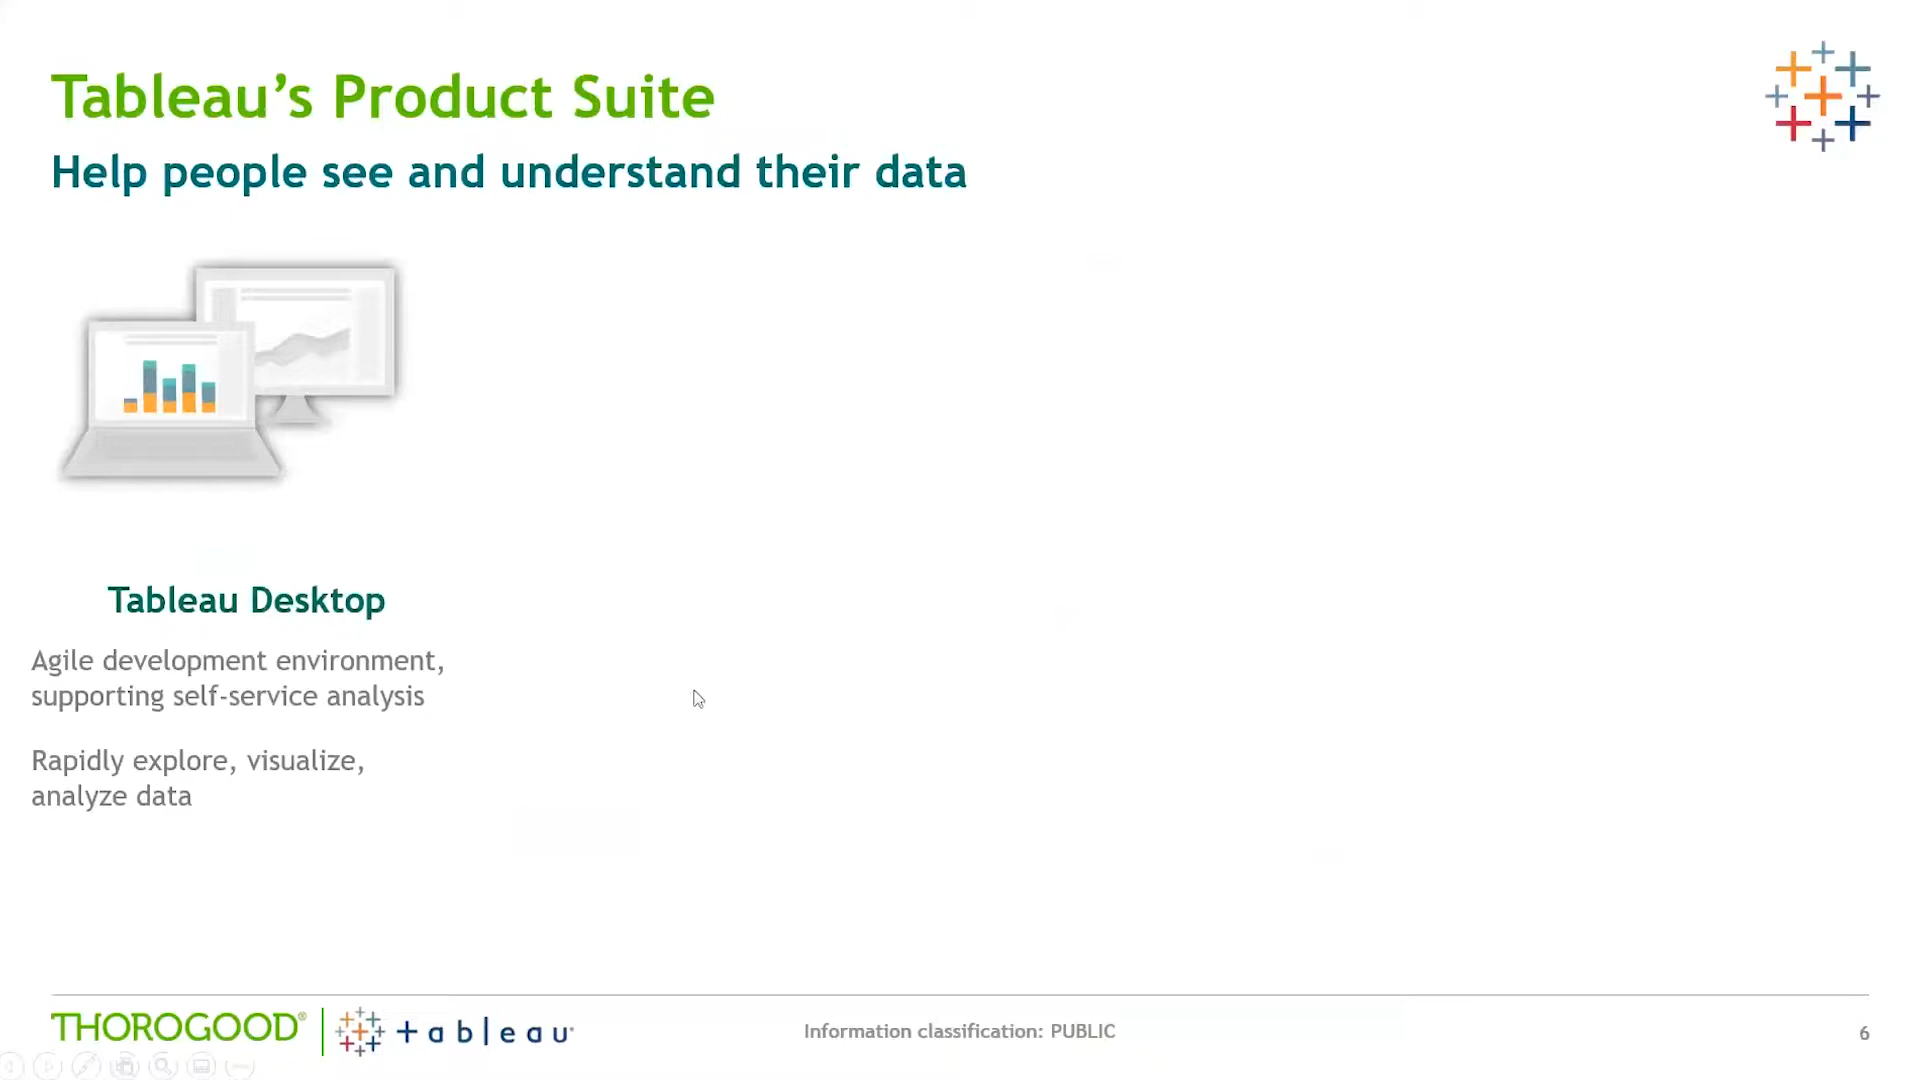 Tableau’s Product Suite
Help people see and understand their data
Tableau Desktop
Agile development environment,
supporting self-service analysis
Rapidly explore, visualize,
analyze data
THOROGOOD®
+ a b | e a u®
Information classification: PUBLIC
6